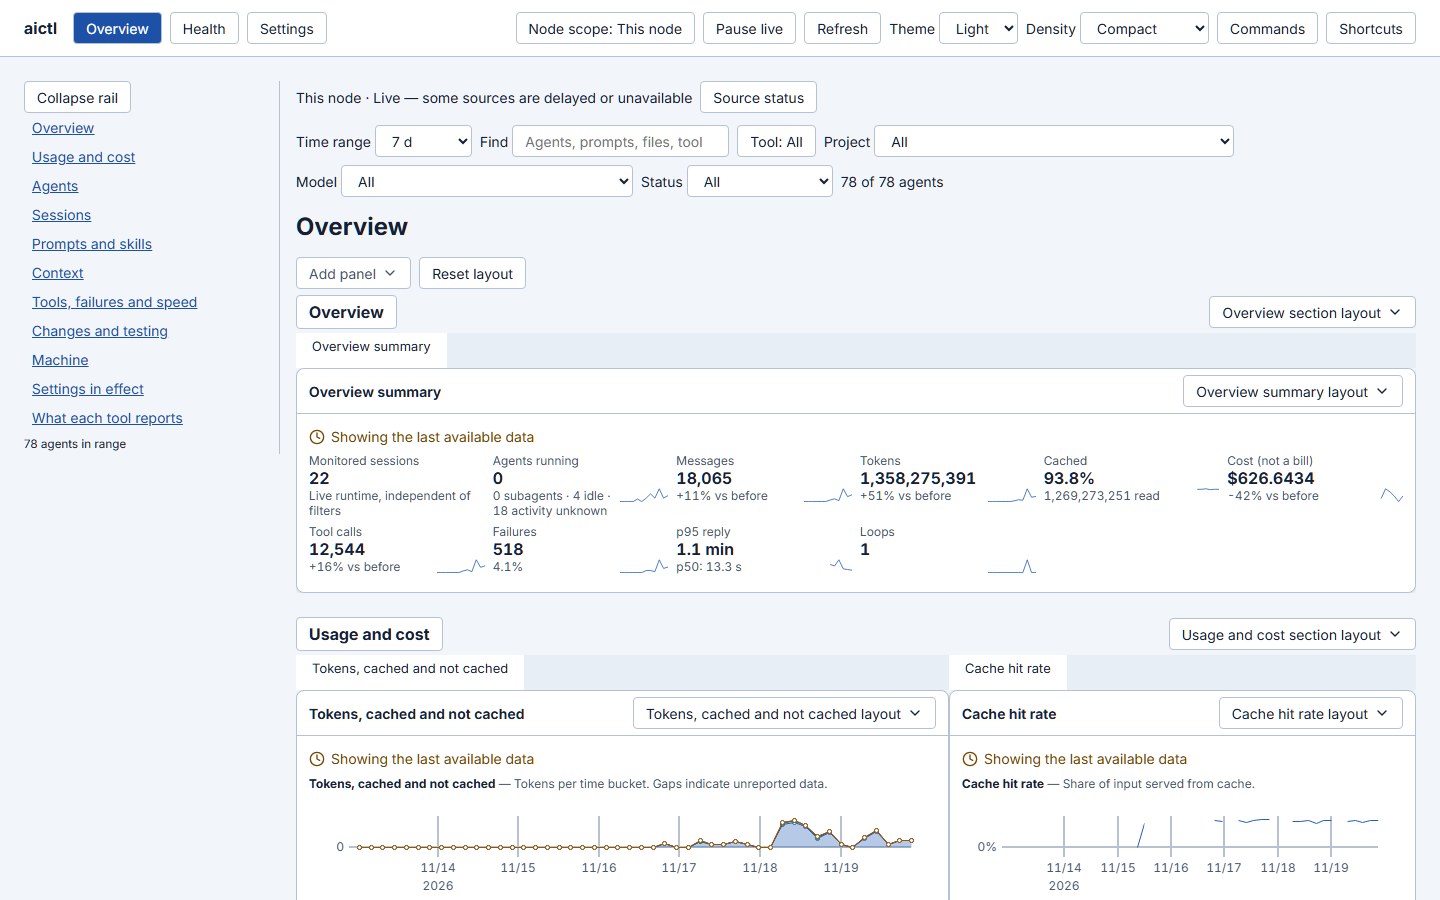 aictl Overview Health Settings Node scope: This node Pause live Refresh Theme Light Density Compact Commands Shortcuts
Collapse rail
Overview
Usage and cost
Agents
Sessions
Prompts and skills
Context
Tools, failures and speed
Changes and testing
Machine
Settings in effect
What each tool reports
78 agents in range
This node · Live — some sources are delayed or unavailable Source status
Time range 7 d Find Agents, prompts, files, tool Tool: All Project All
Model All Status All 78 of 78 agents
Overview
Add panel Reset layout
Overview Overview section layout
Overview summary
Overview summary Overview summary layout
Showing the last available data
Monitored sessions Agents running Messages Tokens Cached Cost (not a bill)
22 0 18,065 1,358,275,391 93.8% $626.6434
Live runtime, independent of 0 subagents · 4 idle · +11% vs before +51% vs before 1,269,273,251 read -42% vs before
filters 18 activity unknown
Tool calls Failures p95 reply Loops
12,544 518 1.1 min 1
+16% vs before 4.1% p50: 13.3 s
Usage and cost Usage and cost section layout
Tokens, cached and not cached Cache hit rate
Tokens, cached and not cached Tokens, cached and not cached layout Cache hit rate Cache hit rate layout
Showing the last available data Showing the last available data
Tokens, cached and not cached — Tokens per time bucket. Gaps indicate unreported data. Cache hit rate — Share of input served from cache.
0 0%
11/14 11/15 11/16 11/17 11/18 11/19 11/14 11/15 11/16 11/17 11/18 11/19
2026 2026